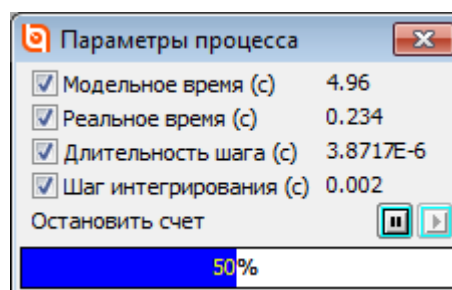 Параметры процесса
Модельное время (с) 4.96
Реальное время (с) 0.234
Длительность шага (с) 3.8717E-6
Шаг интегрирования (с) 0.002
Остановить счет
50%